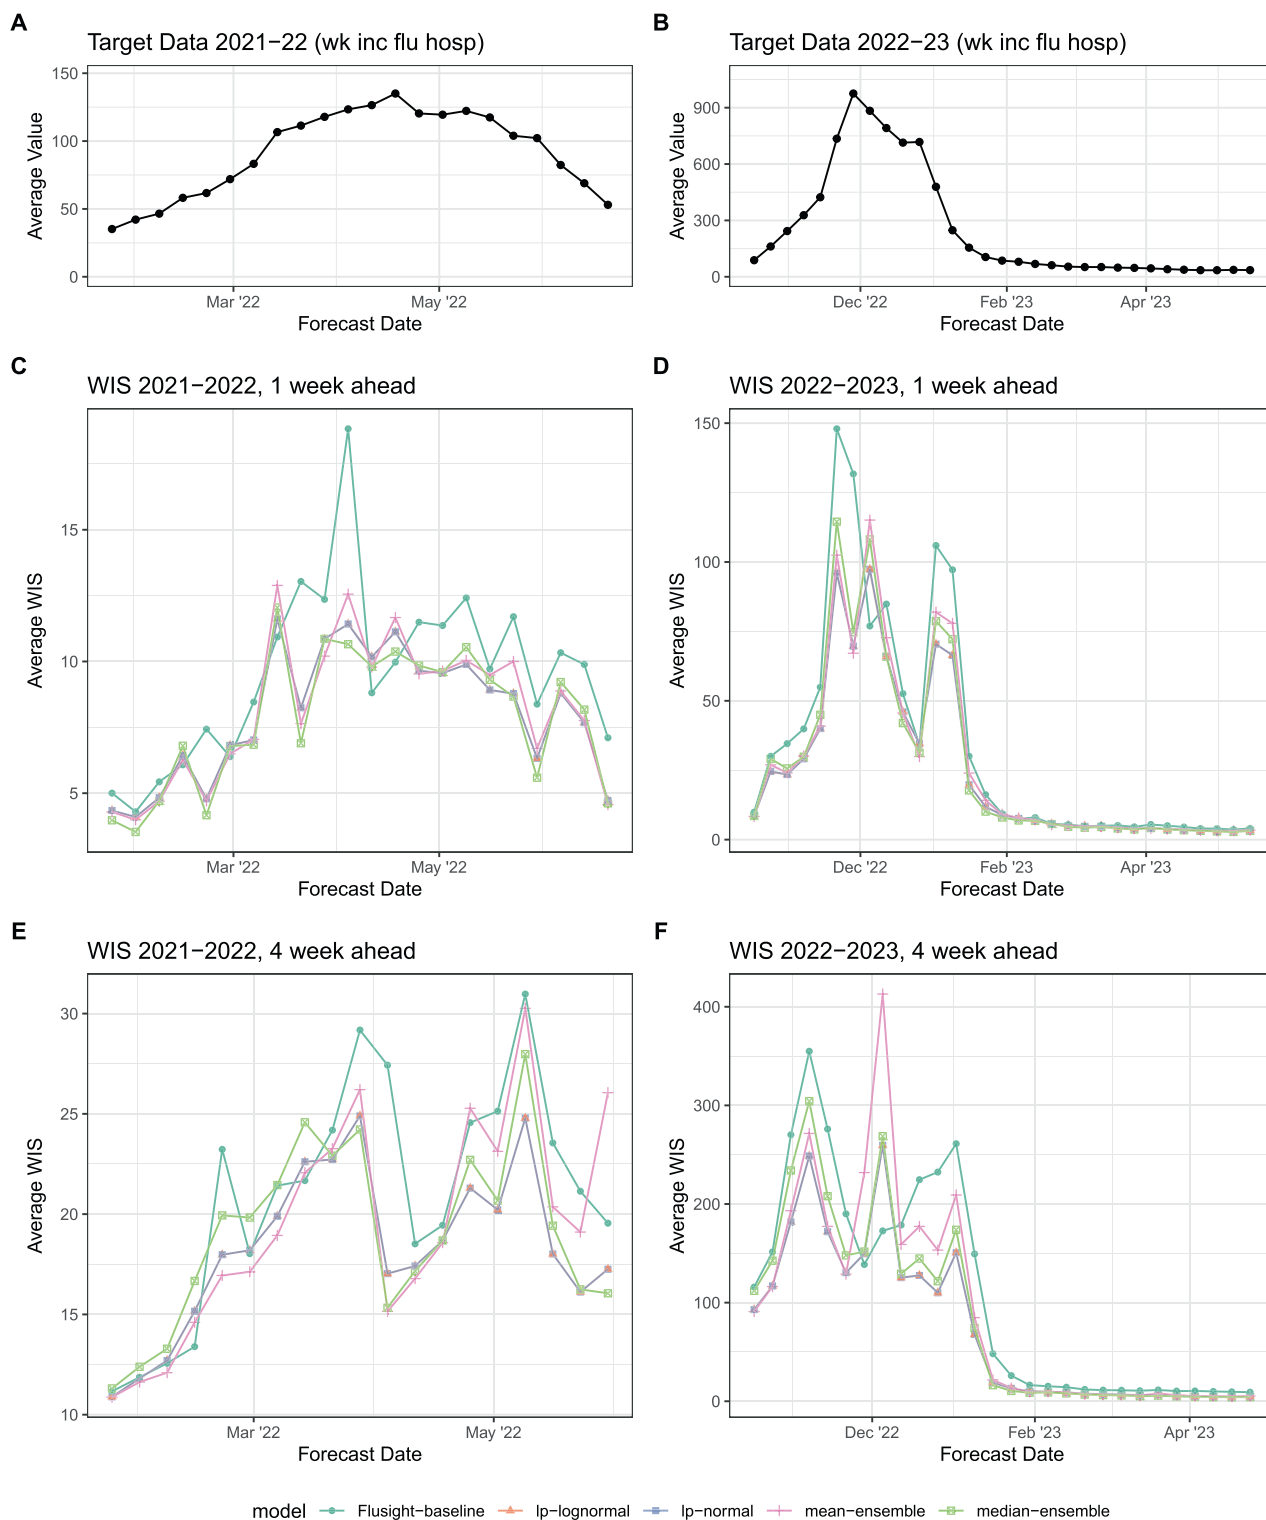 A
Target Data 2021−22 (wk inc flu hosp)
Average Value
150
100
50
0
Mar '22
May '22
Forecast Date
B
Target Data 2022−23 (wk inc flu hosp)
Average Value
900
600
300
0
Dec '22
Feb '23
Apr '23
Forecast Date
C
WIS 2021−2022, 1 week ahead
Average WIS
15
10
5
Mar '22
May '22
Forecast Date
D
WIS 2022−2023, 1 week ahead
Average WIS
150
100
50
0
Dec '22
Feb '23
Apr '23
Forecast Date
E
WIS 2021−2022, 4 week ahead
Average WIS
30
25
20
15
10
Mar '22
May '22
Forecast Date
F
WIS 2022−2023, 4 week ahead
Average WIS
400
300
200
100
0
Dec '22
Feb '23
Apr '23
Forecast Date
model Flusight−baseline lp−lognormal lp−normal mean−ensemble median−ensemble